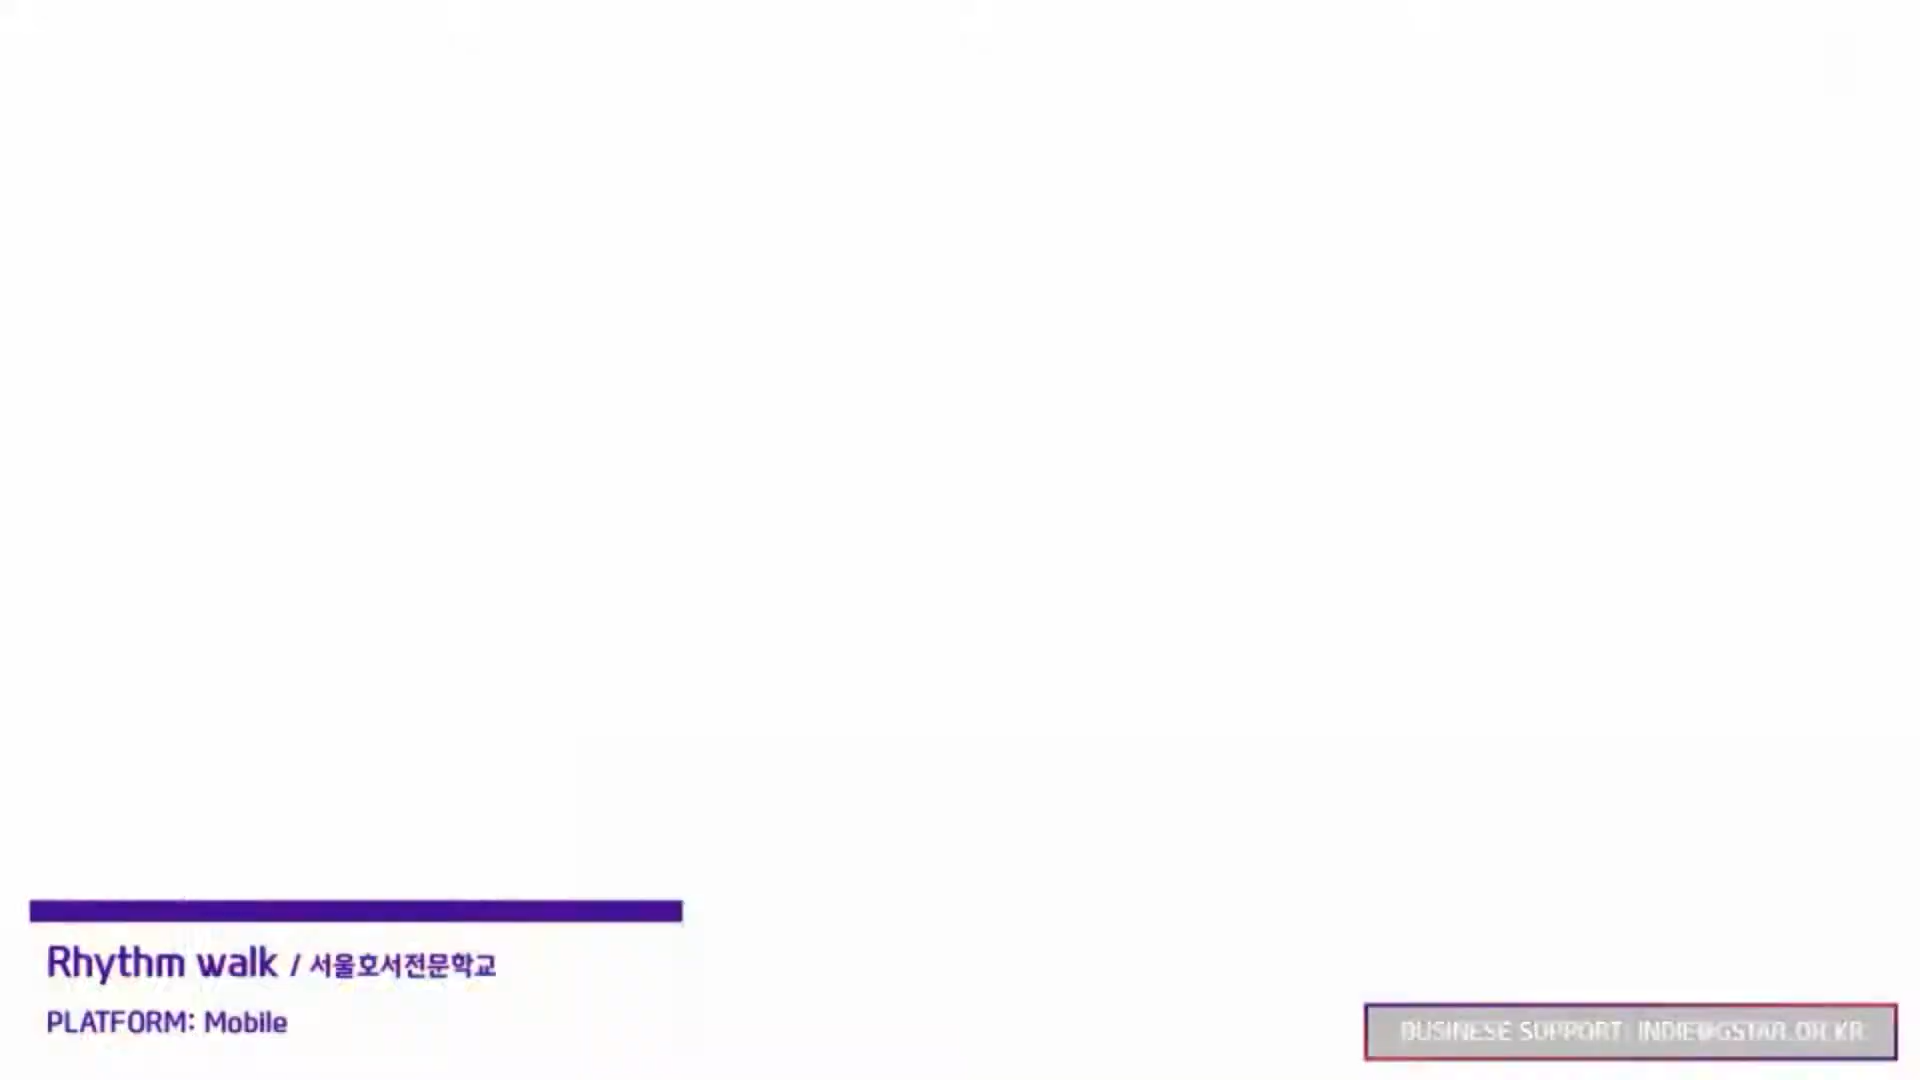 Rhythm walk / 서울호서전문학교
PLATFORM: Mobile
BUSINESE SUPPORT: INDIE@GSTAR.OR.KR